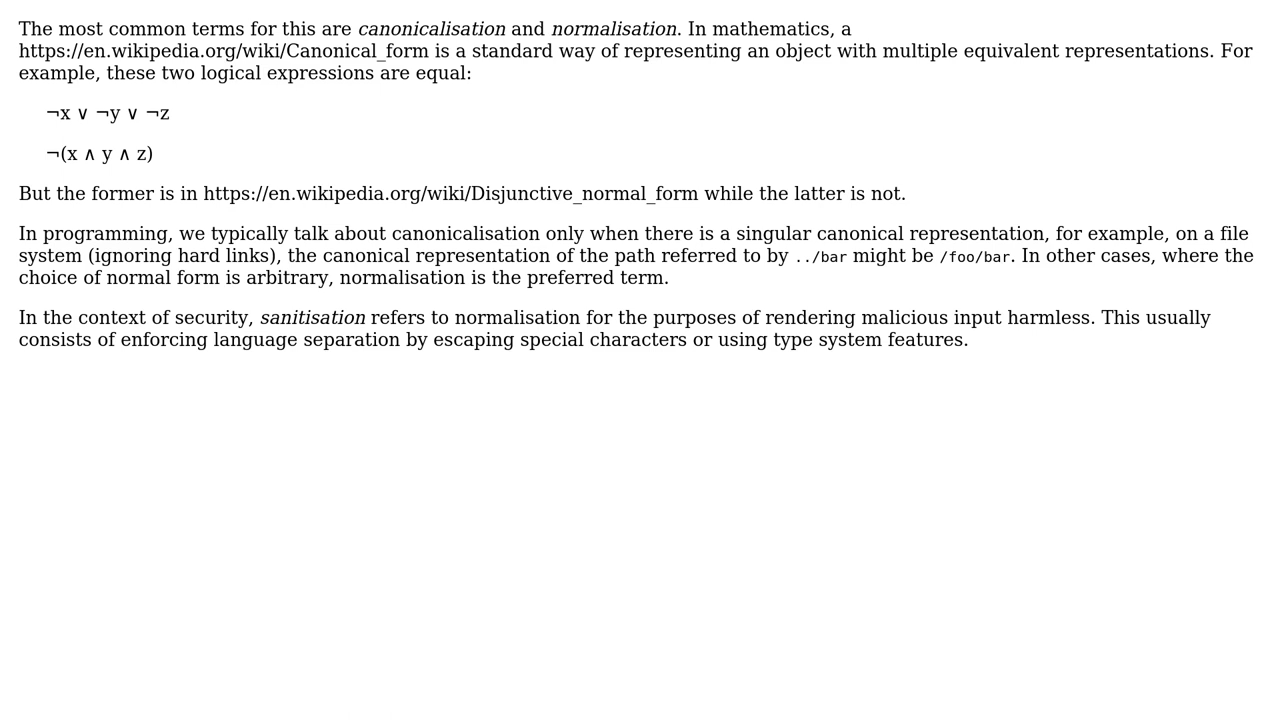 The most common terms for this are canonicalisation and normalisation. In mathematics, a
https://en.wikipedia.org/wiki/Canonical_form is a standard way of representing an object with multiple equivalent representations. For
example, these two logical expressions are equal:
¬x ∨ ¬y ∨ ¬z
¬(x ∧ y ∧ z)
But the former is in https://en.wikipedia.org/wiki/Disjunctive_normal_form while the latter is not.
In programming, we typically talk about canonicalisation only when there is a singular canonical representation, for example, on a file
system (ignoring hard links), the canonical representation of the path referred to by ../bar might be /foo/bar. In other cases, where the
choice of normal form is arbitrary, normalisation is the preferred term.
In the context of security, sanitisation refers to normalisation for the purposes of rendering malicious input harmless. This usually
consists of enforcing language separation by escaping special characters or using type system features.